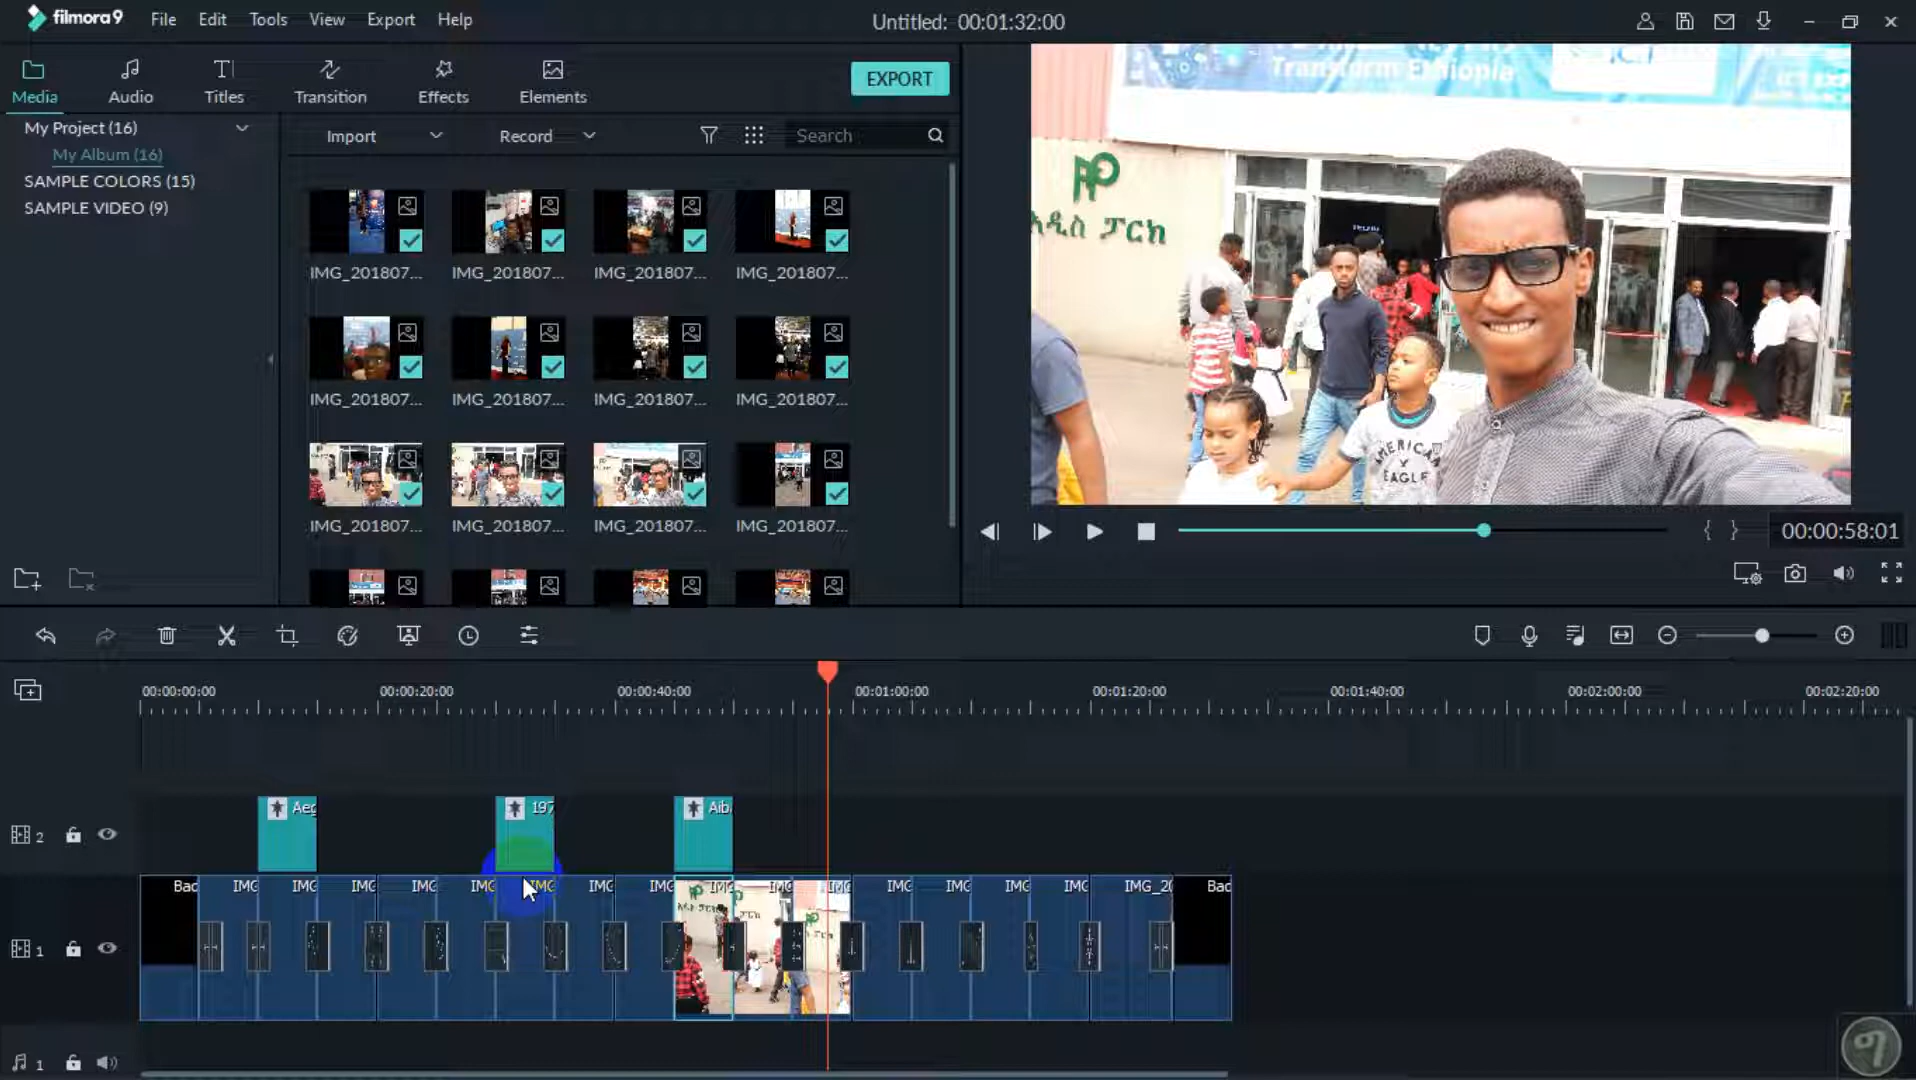 filmora9 File Edit Tools View Export Help
Untitled: 00:01:32:00
Media Audio Titles Transition Effects Elements
EXPORT
My Project (16)
My Album (16)
SAMPLE COLORS (15)
SAMPLE VIDEO (9)
Import Record Search
IMG_201807... IMG_201807... IMG_201807... IMG_201807...
IMG_201807... IMG_201807... IMG_201807... IMG_201807...
IMG_201807... IMG_201807... IMG_201807... IMG_201807...
Transform Ethiopia
አዲስ ፓርክ
AMERICAN
EAGLE
00:00:58:01
00:00:00:00 00:00:20:00 00:00:40:00 00:01:00:00 00:01:20:00 00:01:40:00 00:02:00:00 00:02:20:00
2 Aeg 197 Aib
Bac IMG IMG IMG IMG IMG IMG IMG IMG IMG IMG IMG IMG IMG IMG IMG IMG_20 Bac
1
1